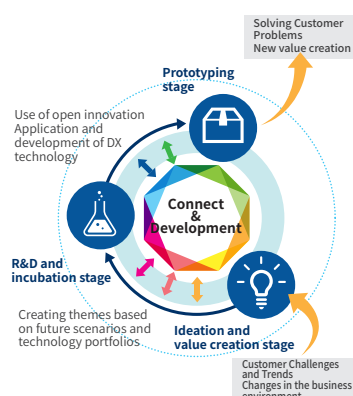 Solving Customer
Problems
New value creation
Prototyping
stage
Use of open innovation
Application and
development of DX
technology
Connect
&
Development
R&D and
incubation stage
Creating themes based
on future scenarios and
technology portfolios
Ideation and
value creation stage
Customer Challenges
and Trends
Changes in the business
environment